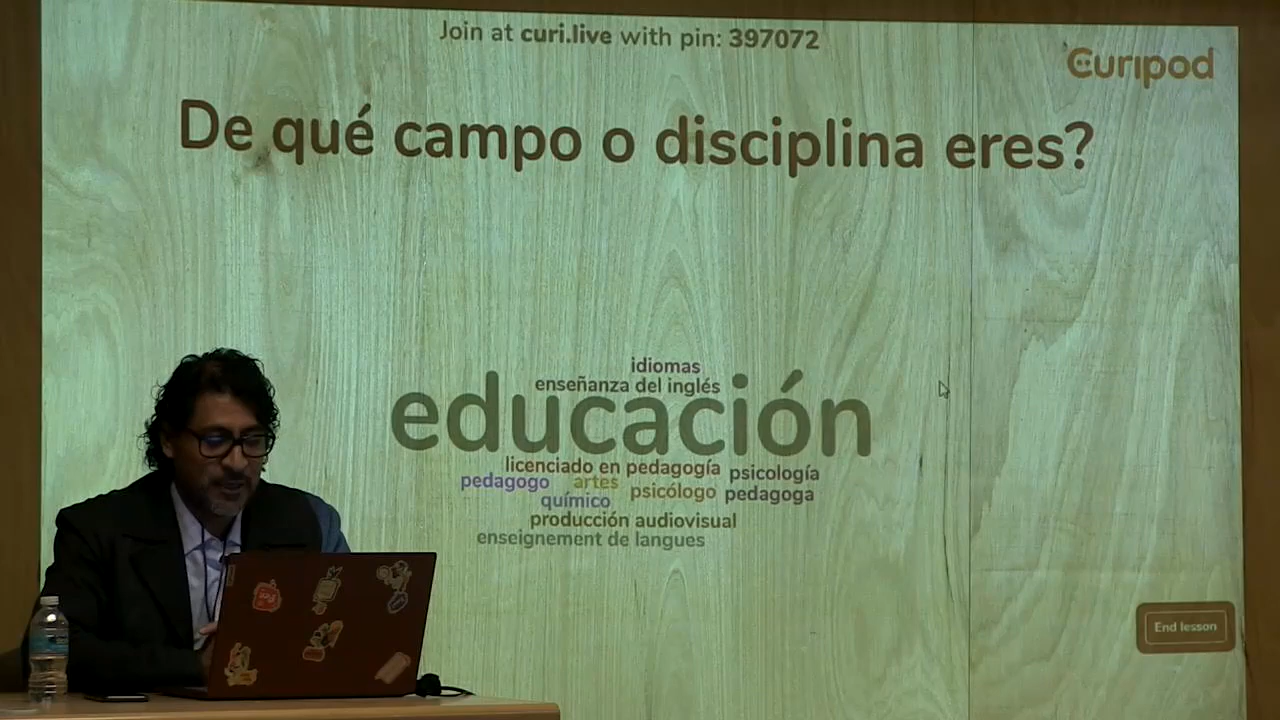 Join at curi.live with pin: 397072
Curipod
De qué campo o disciplina eres?
idiomas
enseñanza del inglés
educación
licenciado en pedagogía psicología
pedagogo artes psicólogo pedagoga
químico
producción audiovisual
enseignement de langues
End lesson